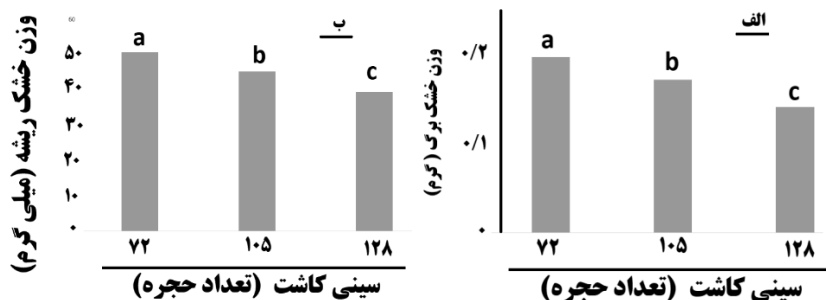 الف
وزن خشک برگ (گرم)
۰/۲
۰/۱
۰
a
b
c
۷۲
۱۰۵
۱۲۸
سینی کاشت (تعداد حجره)
ب
وزن خشک ریشه (میلی گرم)
60
۵۰
۴۰
۳۰
۲۰
۱۰
۰
a
b
c
۷۲
۱۰۵
۱۲۸
سینی کاشت (تعداد حجره)